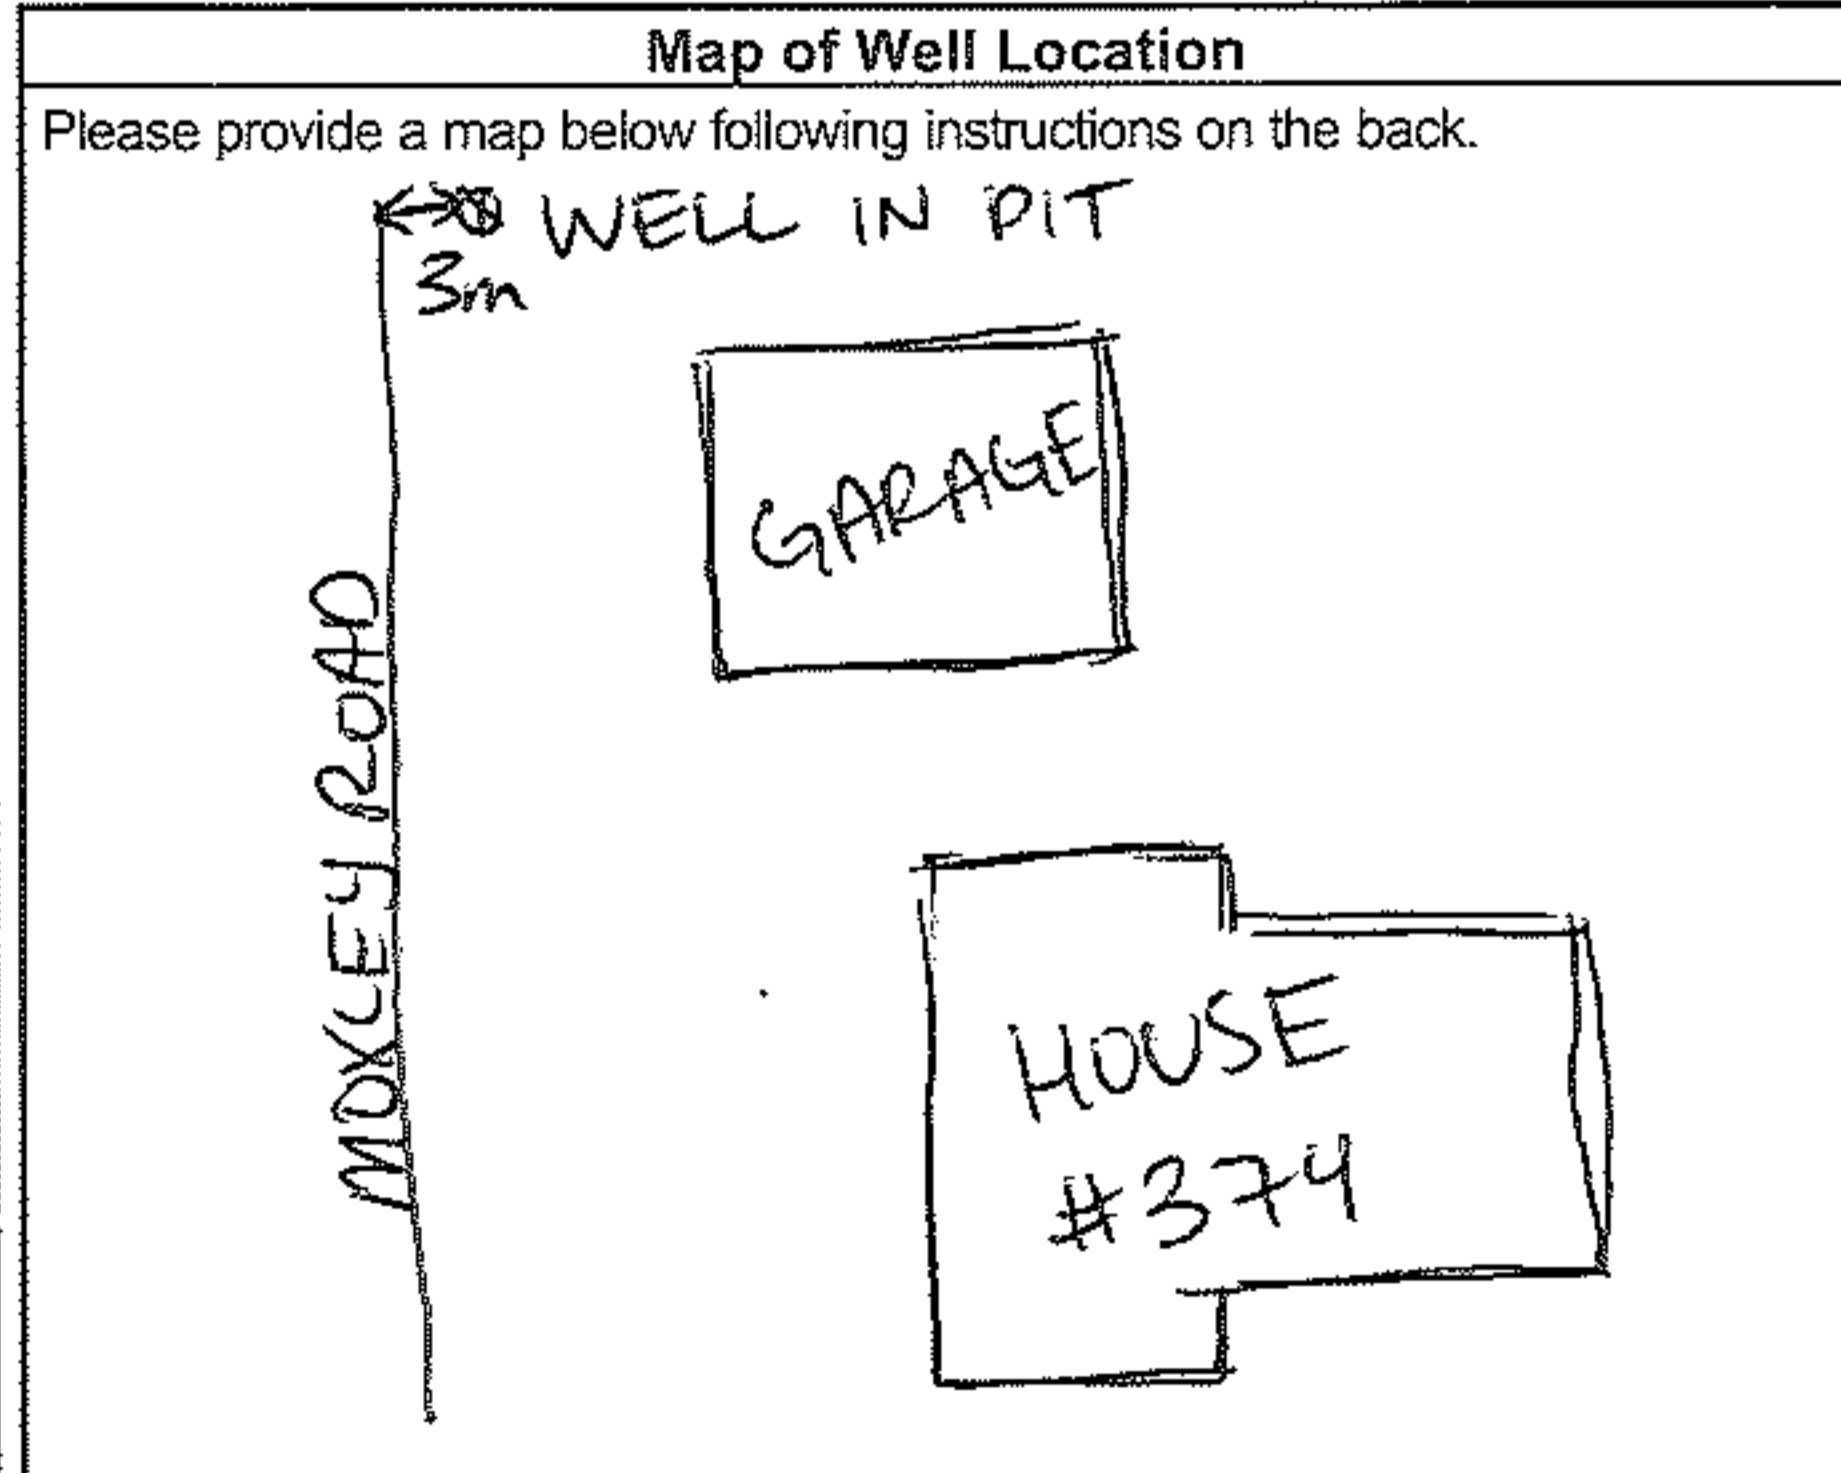 Map of Well Location
Please provide a map below following instructions on the back.
WELL IN PIT
3m
GARAGE
MOXLEY ROAD
HOUSE
#374